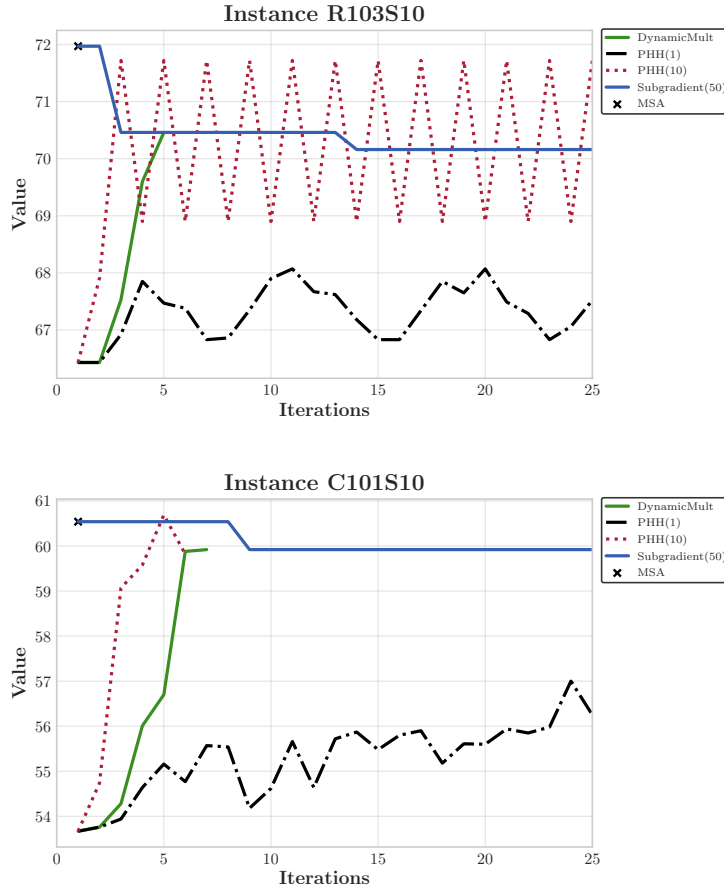 Instance R103S10
72
71
70
69
68
67
Value
0
5
10
15
20
25
Iterations
DynamicMult
PHH(1)
PHH(10)
Subgradient(50)
MSA
Instance C101S10
61
60
59
58
57
56
55
54
Value
0
5
10
15
20
25
Iterations
DynamicMult
PHH(1)
PHH(10)
Subgradient(50)
MSA